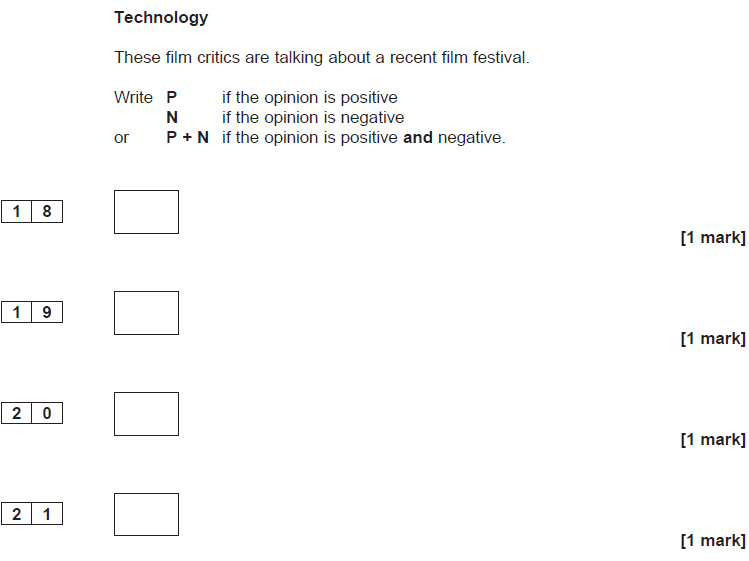 Technology
These film critics are talking about a recent film festival.
Write P if the opinion is positive
N if the opinion is negative
or P + N if the opinion is positive and negative.
1 8
[1 mark]
1 9
[1 mark]
2 0
[1 mark]
2 1
[1 mark]